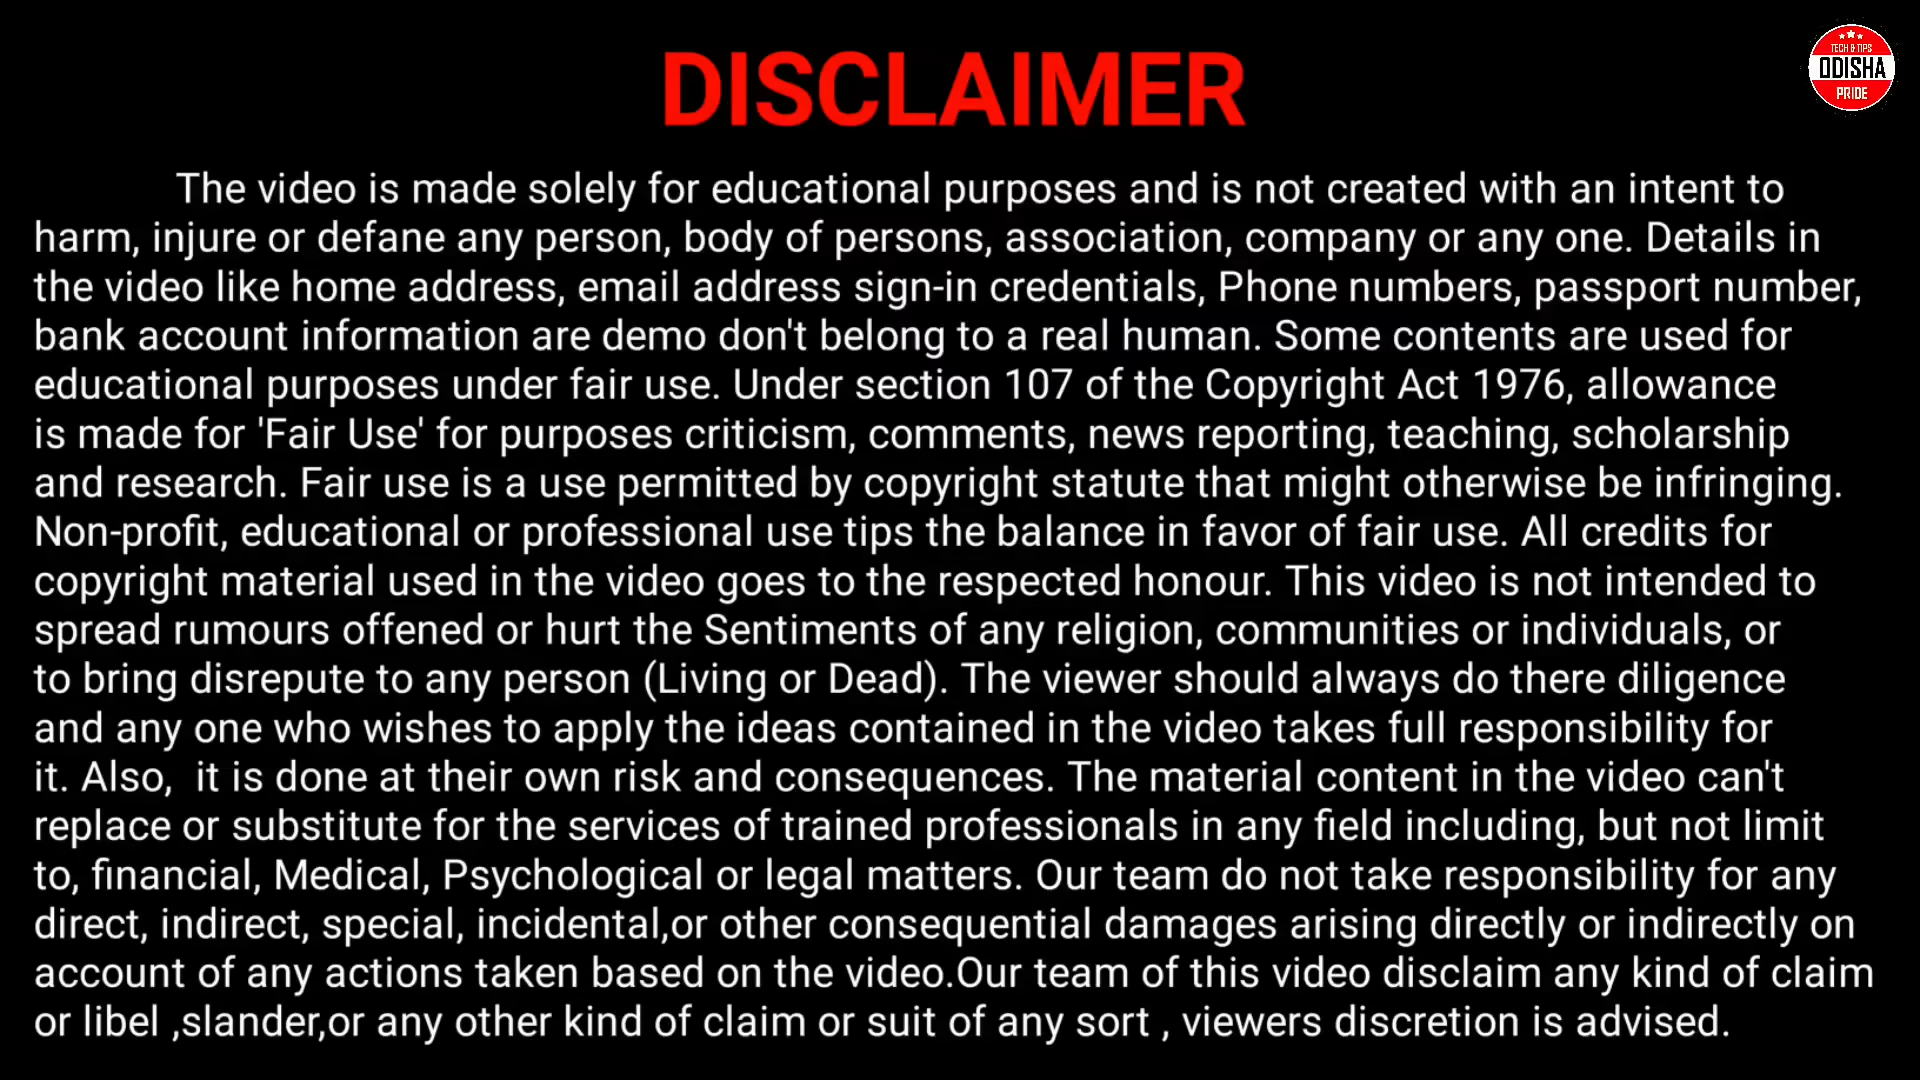 DISCLAIMER
TECH & TIPS
ODISHA
PRIDE
The video is made solely for educational purposes and is not created with an intent to
harm, injure or defane any person, body of persons, association, company or any one. Details in
the video like home address, email address sign-in credentials, Phone numbers, passport number,
bank account information are demo don't belong to a real human. Some contents are used for
educational purposes under fair use. Under section 107 of the Copyright Act 1976, allowance
is made for 'Fair Use' for purposes criticism, comments, news reporting, teaching, scholarship
and research. Fair use is a use permitted by copyright statute that might otherwise be infringing.
Non-profit, educational or professional use tips the balance in favor of fair use. All credits for
copyright material used in the video goes to the respected honour. This video is not intended to
spread rumours offened or hurt the Sentiments of any religion, communities or individuals, or
to bring disrepute to any person (Living or Dead). The viewer should always do there diligence
and any one who wishes to apply the ideas contained in the video takes full responsibility for
it. Also,  it is done at their own risk and consequences. The material content in the video can't
replace or substitute for the services of trained professionals in any field including, but not limit
to, financial, Medical, Psychological or legal matters. Our team do not take responsibility for any
direct, indirect, special, incidental,or other consequential damages arising directly or indirectly on
account of any actions taken based on the video.Our team of this video disclaim any kind of claim
or libel ,slander,or any other kind of claim or suit of any sort , viewers discretion is advised.